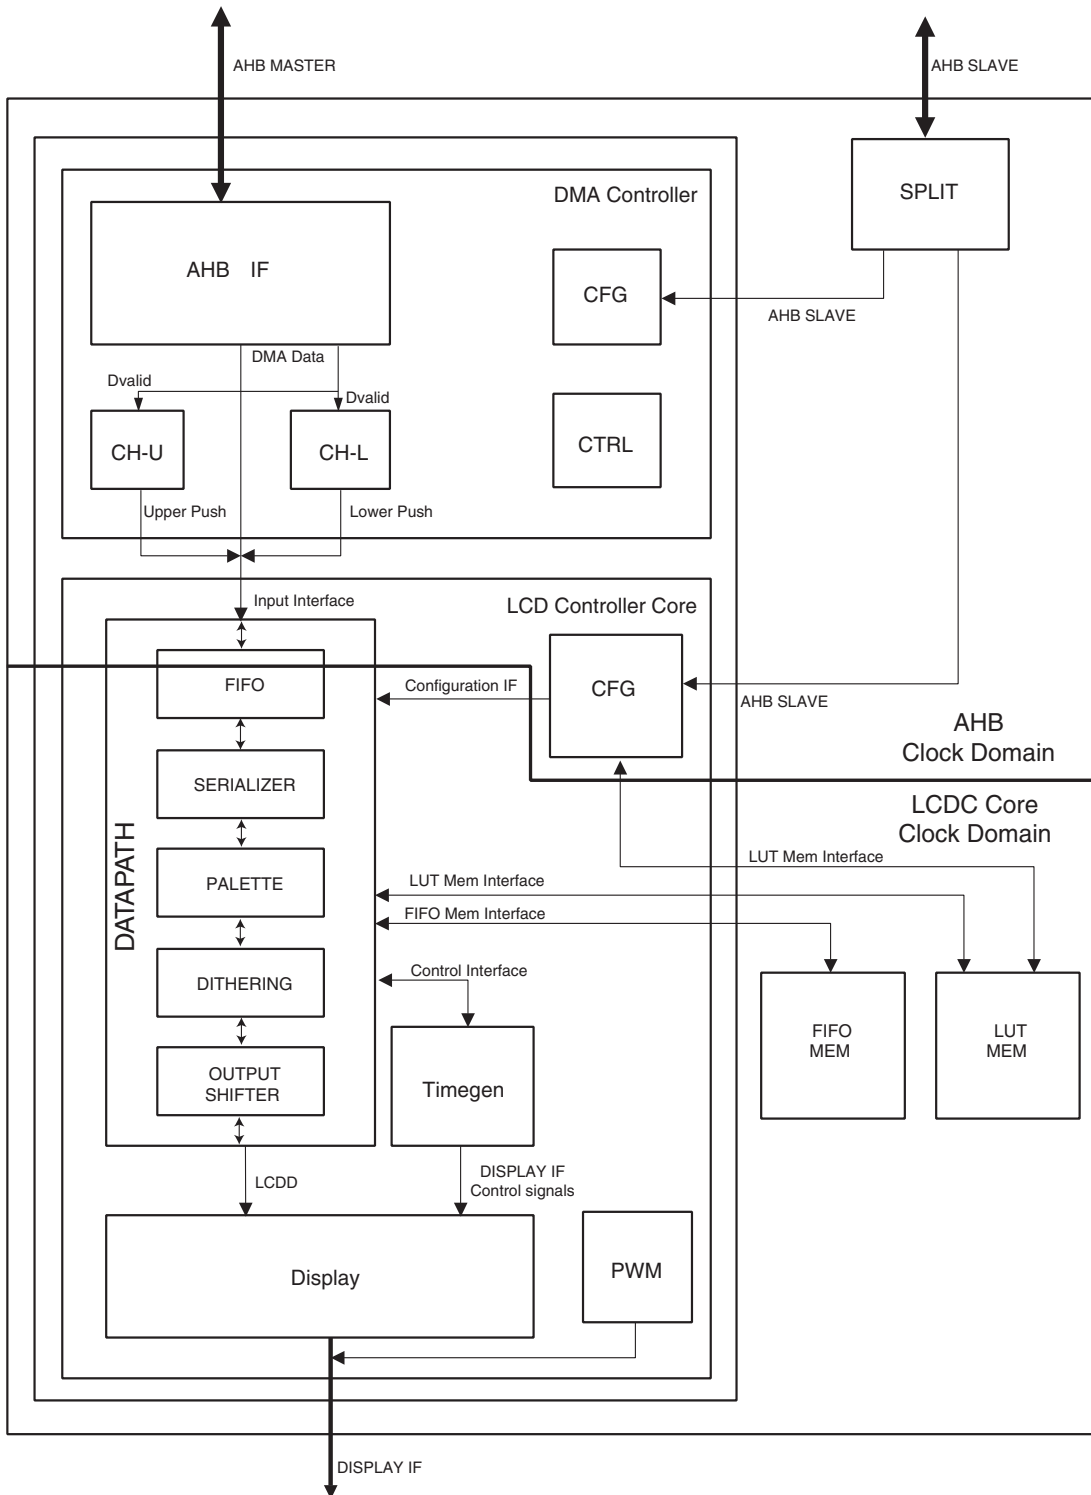 AHB MASTER
AHB SLAVE
DMA Controller
SPLIT
AHB IF
CFG
AHB SLAVE
DMA Data
Dvalid
Dvalid
CH-U
CH-L
CTRL
Upper Push
Lower Push
Input Interface
LCD Controller Core
FIFO
Configuration IF
CFG
AHB SLAVE
AHB
Clock Domain
SERIALIZER
LCDC Core
Clock Domain
DATAPATH
PALETTE
LUT Mem Interface
LUT Mem Interface
FIFO Mem Interface
DITHERING
Control Interface
FIFO
MEM
LUT
MEM
OUTPUT
SHIFTER
Timegen
LCDD
DISPLAY IF
Control signals
Display
PWM
DISPLAY IF